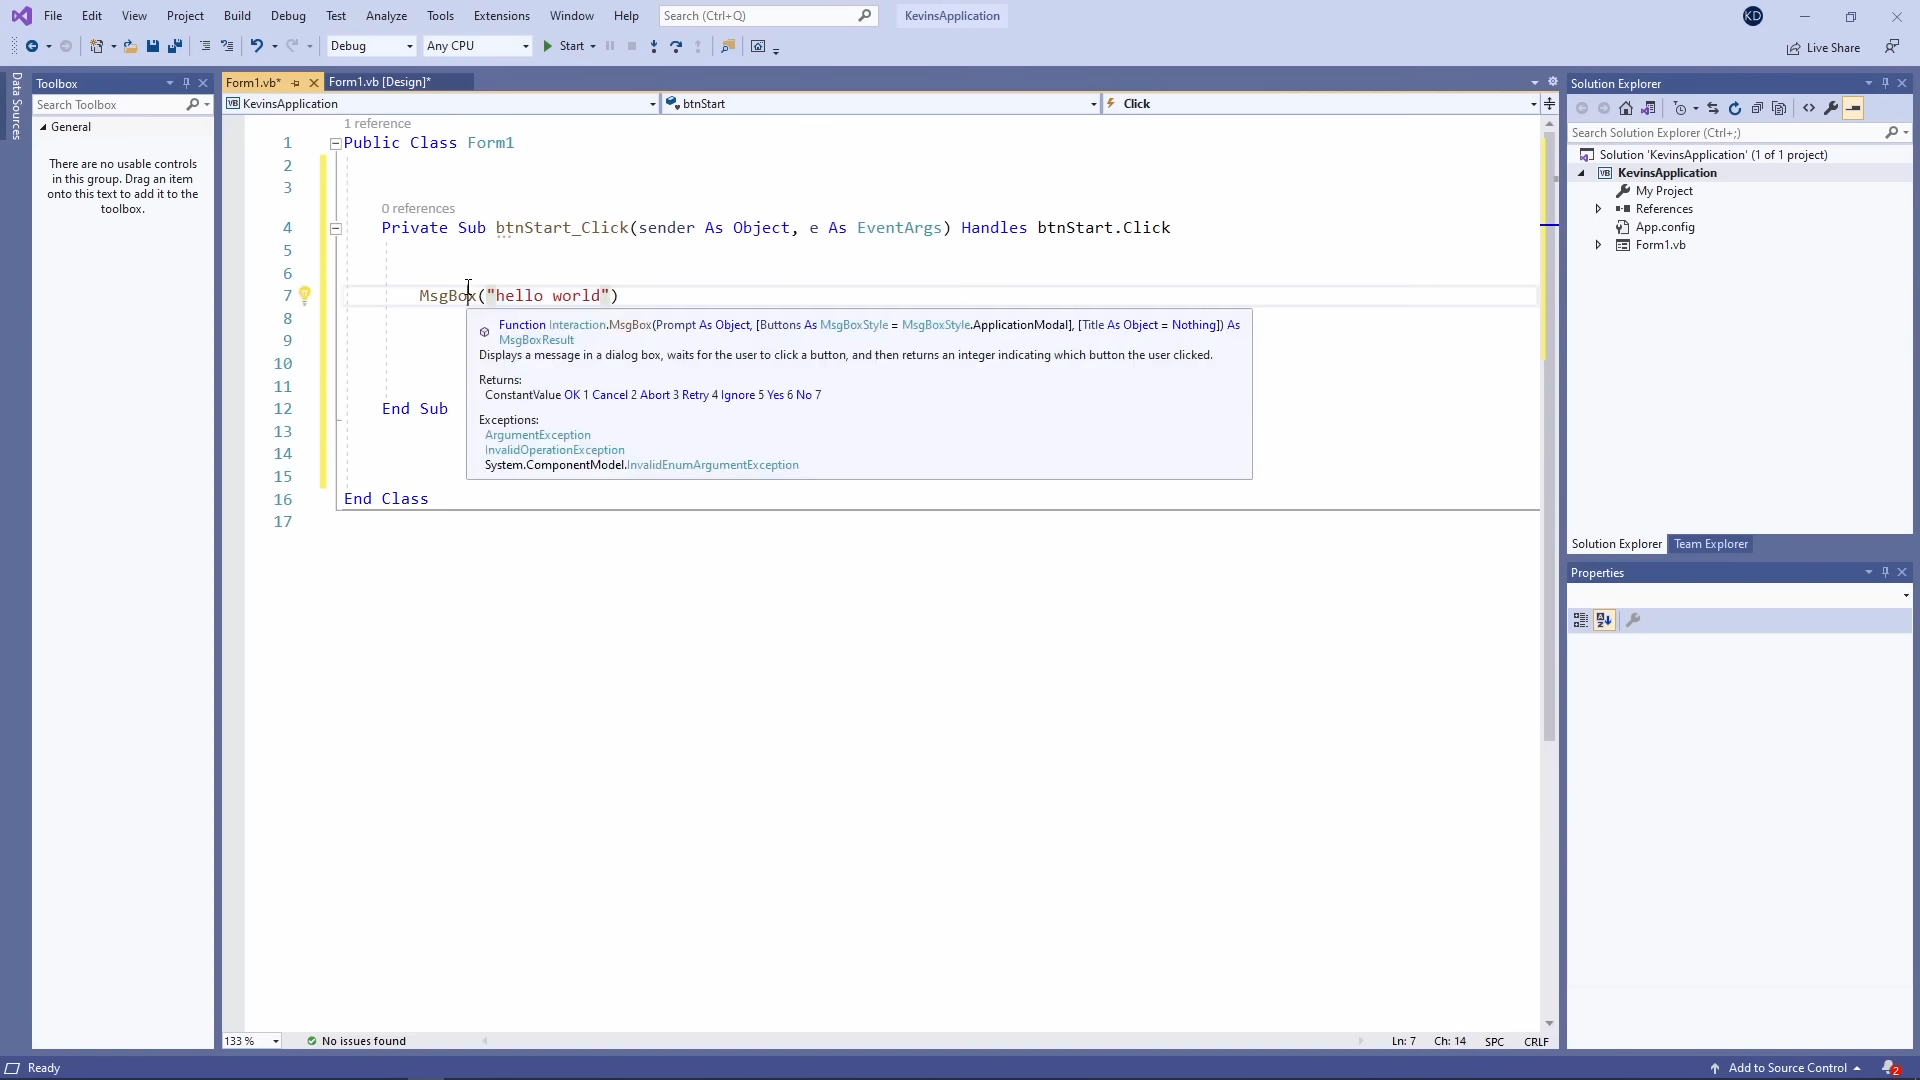 File Edit View Project Build Debug Test Analyze Tools Extensions Window Help Search (Ctrl+Q) KevinsApplication KD
Debug Any CPU Start Live Share
Data Sources
Toolbox
Search Toolbox
General
There are no usable controls
in this group. Drag an item
onto this text to add it to the
toolbox.
Form1.vb* Form1.vb [Design]*
VB KevinsApplication btnStart Click
1 reference
1 Public Class Form1
2
3
0 references
4 Private Sub btnStart_Click(sender As Object, e As EventArgs) Handles btnStart.Click
5
6
7 MsgBox("hello world")
8
9
10
11
12 End Sub
13
14
15
16 End Class
17
Function Interaction.MsgBox(Prompt As Object, [Buttons As MsgBoxStyle = MsgBoxStyle.ApplicationModal], [Title As Object = Nothing]) As
MsgBoxResult
Displays a message in a dialog box, waits for the user to click a button, and then returns an integer indicating which button the user clicked.
Returns:
ConstantValue OK 1 Cancel 2 Abort 3 Retry 4 Ignore 5 Yes 6 No 7
Exceptions:
ArgumentException
InvalidOperationException
System.ComponentModel.InvalidEnumArgumentException
133 % No issues found Ln: 7 Ch: 14 SPC CRLF
Solution Explorer
Search Solution Explorer (Ctrl+;)
Solution 'KevinsApplication' (1 of 1 project)
VB KevinsApplication
My Project
References
App.config
Form1.vb
Solution Explorer Team Explorer
Properties
Ready Add to Source Control 2